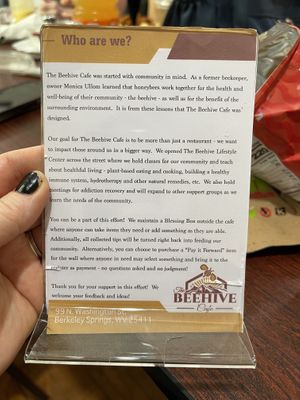 Who are we?
The Beehive Cafe was started with community in mind. As a former beekeeper,
owner Monica Ullom learned that honeybees work together for the health and
well-being of their community - the beehive - as well as for the benefit of the
surrounding environment. It is from these lessons that The Beehive Cafe was
designed.
Our goal for The Beehive Cafe is to be more than just a restaurant - we want
to impact those around us in a bigger way. We opened The Beehive Lifestyle
Center across the street where we hold classes for our community and teach
about healthful living - plant-based eating and cooking, building a healthy
immune system, hydrotherapy and other natural remedies, etc. We also hold
meetings for addiction recovery and will expand to other support groups as we
learn the needs of the community.
You can be a part of this effort! We maintain a Blessing Box outside the cafe
where anyone can take items they need or add something as they are able.
Additionally, all collected tips will be turned right back into feeding our
community. Alternatively, you can choose to purchase a "Pay it Forward" item
for the wall where anyone in need may select something and bring it to the
register as payment - no questions asked and no judgment!
Thank you for your support in this effort! We
welcome your feedback and ideas!
The
BEEHIVE
Cafe
99 N. Washington St.
Berkeley Springs, WV 25411